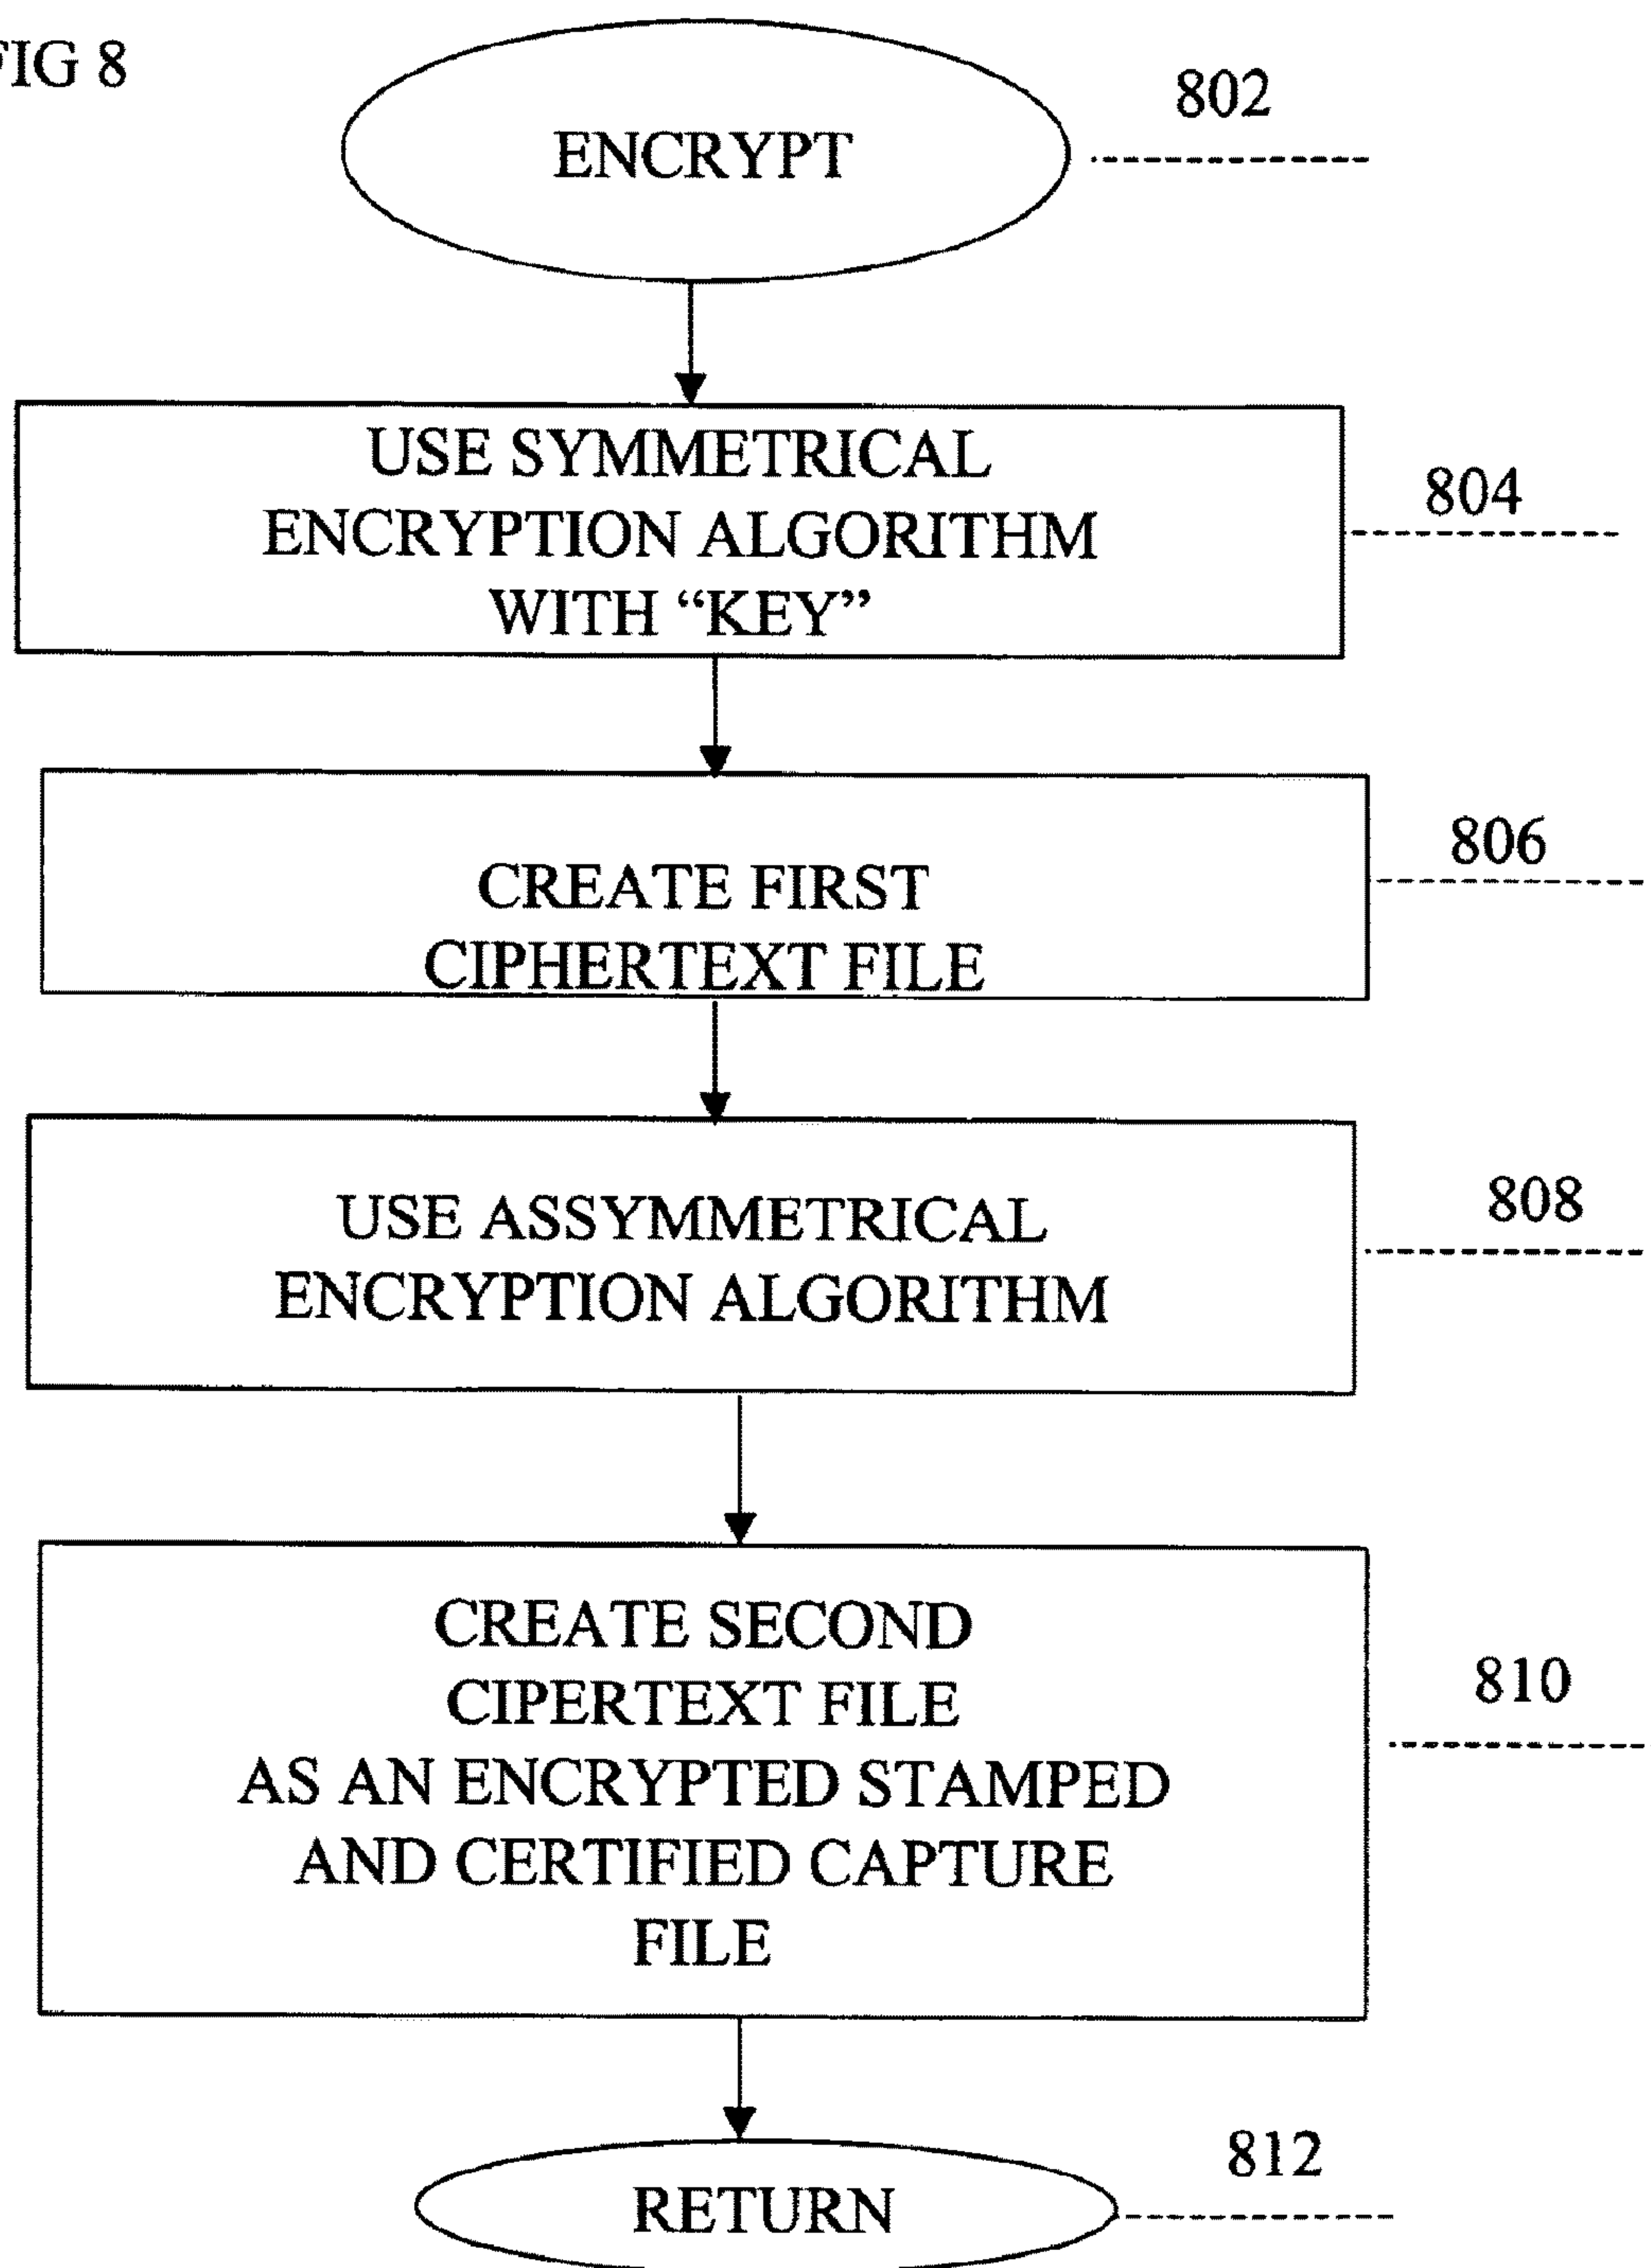 FIG 8
802
ENCRYPT
USE SYMMETRICAL
804
ENCRYPTION ALGORITHM
WITH “KEY”
806
CREATE FIRST
CIPHERTEXT FILE
808
USE ASSYMMETRICAL
ENCRYPTION ALGORITHM
CREATE SECOND
810
CIPERTEXT FILE
AS AN ENCRYPTED STAMPED
AND CERTIFIED CAPTURE
FILE
812
RETURN